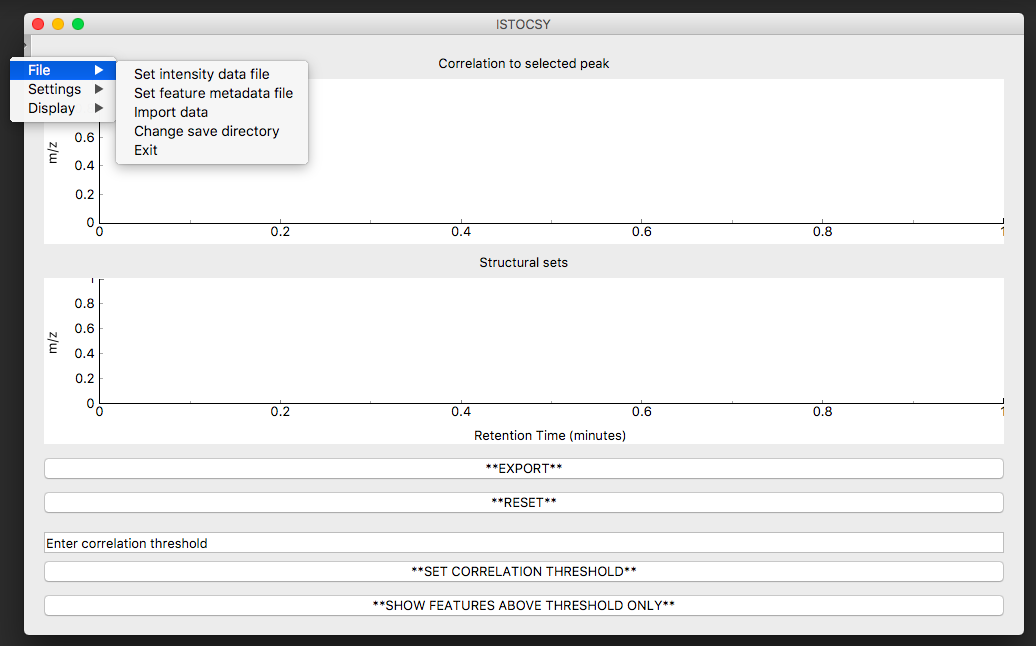 ISTOCSY
File
Settings
Display
Set intensity data file
Set feature metadata file
Import data
Change save directory
Exit
Correlation to selected peak
m/z
0.6
0.4
0.2
0
0 0.2 0.4 0.6 0.8 1
Structural sets
m/z
1
0.8
0.6
0.4
0.2
0
0 0.2 0.4 0.6 0.8 1
Retention Time (minutes)
**EXPORT**
**RESET**
Enter correlation threshold
**SET CORRELATION THRESHOLD**
**SHOW FEATURES ABOVE THRESHOLD ONLY**